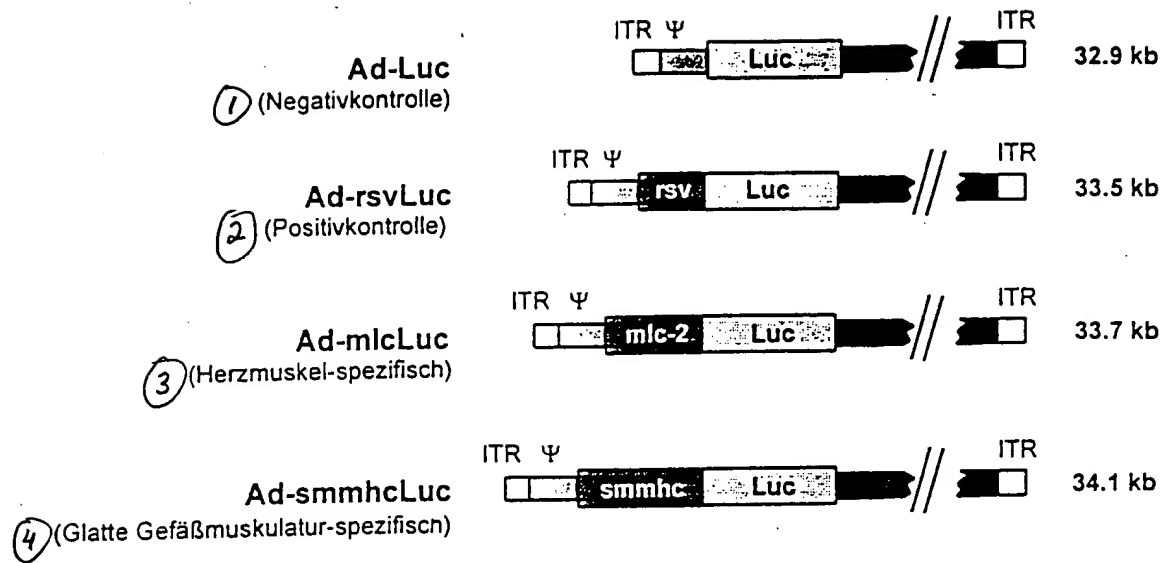 ITR Ψ ITR
Ad-Luc Luc 32.9 kb
1 (Negativkontrolle)
ITR Ψ ITR
Ad-rsvLuc rsv Luc 33.5 kb
2 (Positivkontrolle)
ITR Ψ ITR
Ad-mlcLuc mlc-2 Luc 33.7 kb
3 (Herzmuskel-spezifisch)
ITR Ψ ITR
Ad-smmhcLuc smmhc Luc 34.1 kb
4 (Glatte Gefäßmuskulatur-spezifisch)